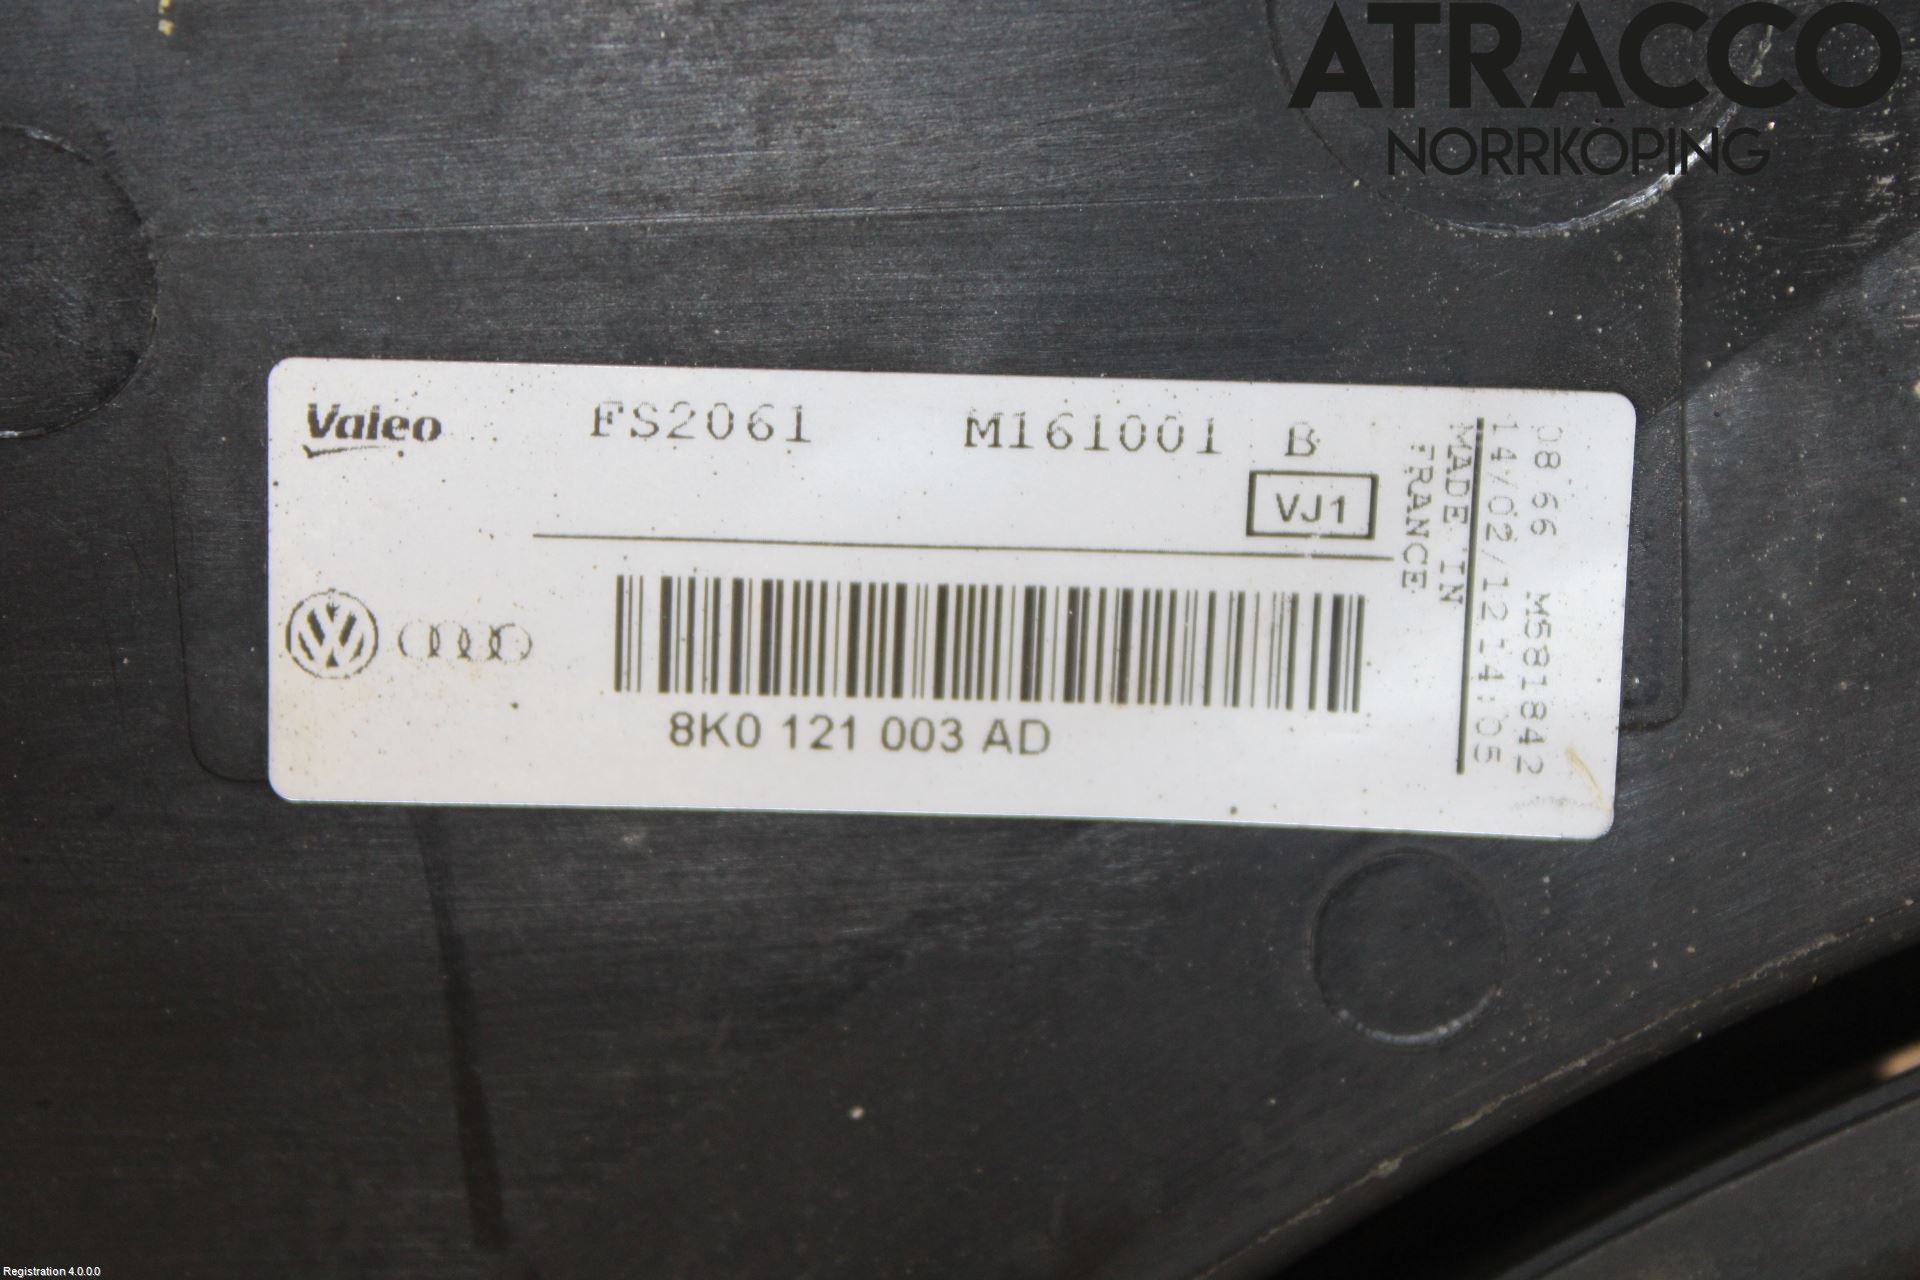 ATRACCO
NORRKÖPING
Valeo FS2061 M161001 B
VJ1
MADE IN
FRANCE
08 66 M581842
14/02/12 14:05
8K0 121 003 AD
Registration 4.0.0.0